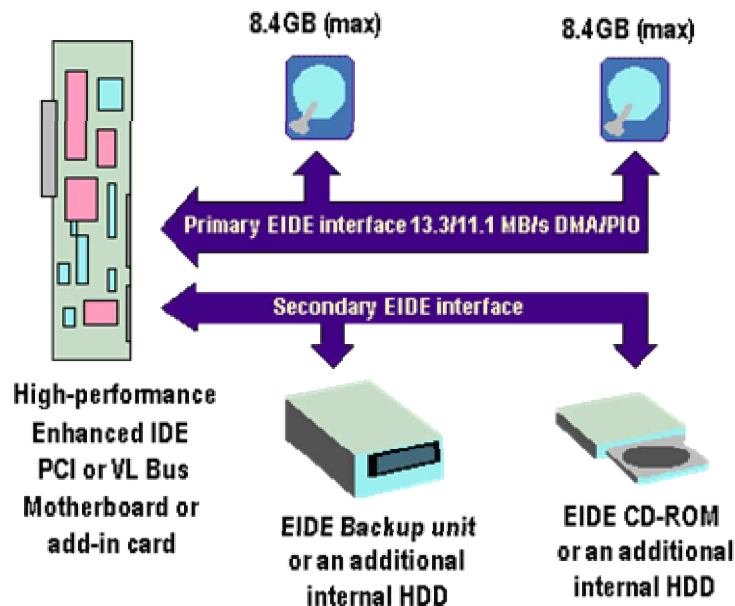 8.4GB (max)
8.4GB (max)
Primary EIDE interface 13.3/11.1 MB/s DMA/PIO
Secondary EIDE interface
High-performance
Enhanced IDE
PCI or VL Bus
Motherboard or
add-in card
EIDE Backup unit
or an additional
internal HDD
EIDE CD-ROM
or an additional
internal HDD